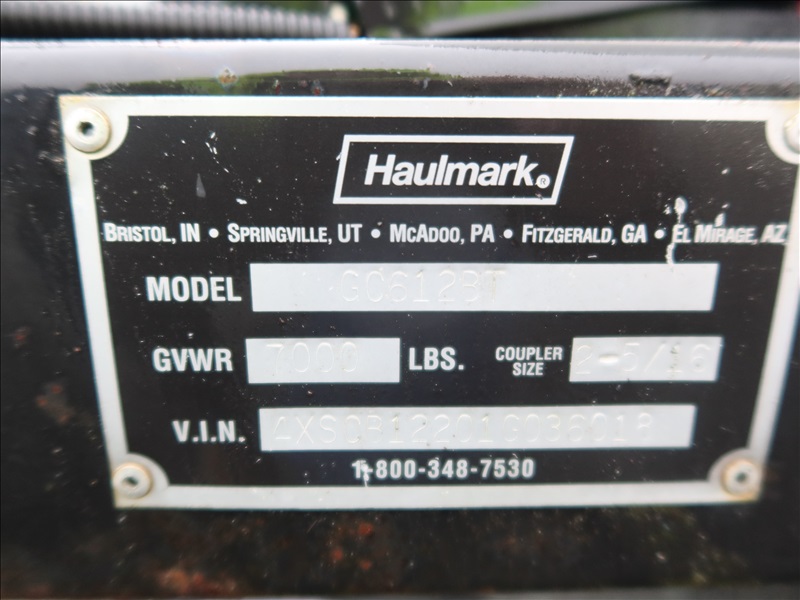 Haulmark®
BRISTOL, IN • SPRINGVILLE, UT • MCADOO, PA • FITZGERALD, GA • EL MIRAGE, AZ
MODEL
GVWR 7000 LBS. COUPLER SIZE 2-5/16
V.I.N.
1-800-348-7530